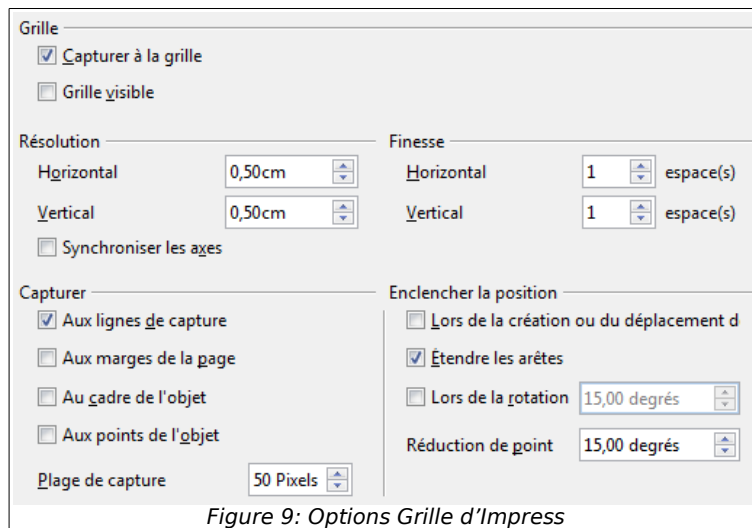 Grille
Capturer à la grille
Grille visible
Résolution
Horizontal 0,50cm
Vertical 0,50cm
Synchroniser les axes
Finesse
Horizontal 1 espace(s)
Vertical 1 espace(s)
Capturer
Aux lignes de capture
Aux marges de la page
Au cadre de l'objet
Aux points de l'objet
Plage de capture 50 Pixels
Enclencher la position
Lors de la création ou du déplacement d
Étendre les arêtes
Lors de la rotation 15,00 degrés
Réduction de point 15,00 degrés
Figure 9: Options Grille d’Impress